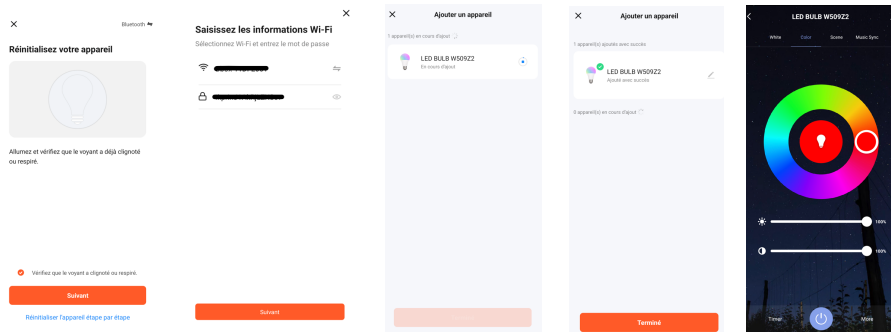 Bluetooth
Réinitialisez votre appareil
Allumez et vérifiez que le voyant a déjà clignoté
ou respiré.
Vérifiez que le voyant a clignoté ou respiré.
Suivant
Réinitialiser l'appareil étape par étape
Saisissez les informations Wi-Fi
Sélectionnez Wi-Fi et entrez le mot de passe
Suivant
Ajouter un appareil
1 appareil(s) en cours d'ajout
LED BULB W509Z2
En cours d'ajout
Ajouter un appareil
1 appareil(s) ajoutés avec succès
LED BULB W509Z2
Ajouté avec succès
0 appareil(s) en cours d'ajout
Terminé
LED BULB W509Z2
White
Color
Scene
Music Sync
100%
100%
Timer
More